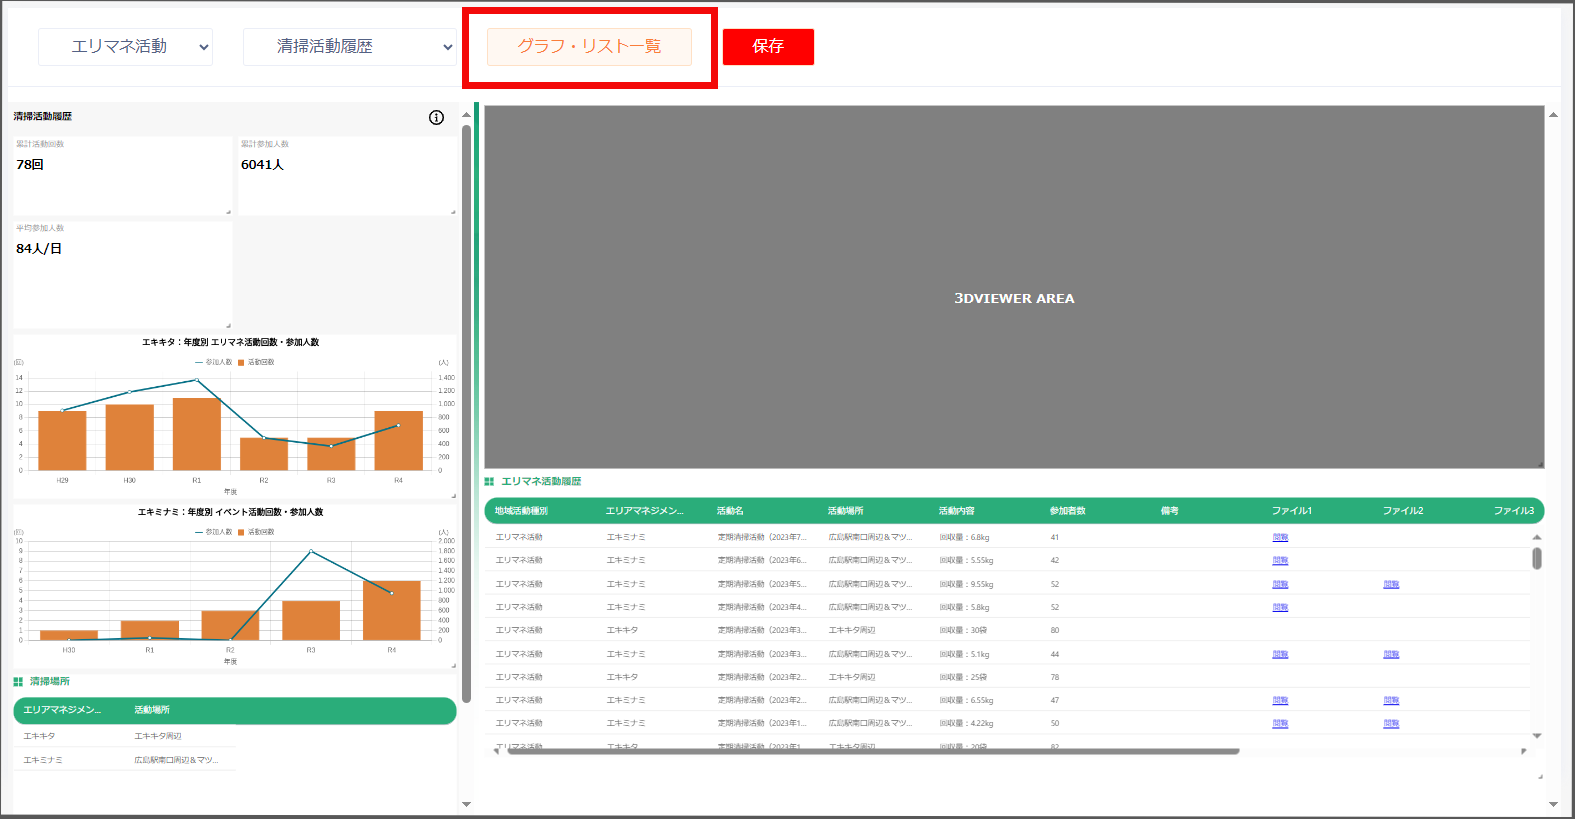 エリマネ活動
清掃活動履歴
グラフ・リスト一覧
保存
清掃活動履歴
累計活動回数
78回
累計参加人数
6041人
平均参加人数
84人/日
エキキタ：年度別 エリマネ活動回数・参加人数
(回) 参加人数 活動回数 (人)
14 1,400
12 1,200
10 1,000
8 800
6 600
4 400
2 200
0 0
H29 H30 R1 R2 R3 R4
年度
エキミナミ：年度別 イベント活動回数・参加人数
(回) 参加人数 活動回数 (人)
10 2,000
9 1,800
8 1,600
7 1,400
6 1,200
5 1,000
4 800
3 600
2 400
1 200
0 0
H30 R1 R2 R3 R4
年度
清掃場所
エリアマネジメン... 活動場所
エキキタ エキキタ周辺
エキミナミ 広島駅南口周辺＆マツ...
3DVIEWER AREA
エリマネ活動履歴
地域活動種別 エリアマネジメン... 活動名 活動場所 活動内容 参加者数 備考 ファイル1 ファイル2 ファイル3
エリマネ活動 エキミナミ 定期清掃活動（2023年7... 広島駅南口周辺＆マツ... 回収量：6.8kg 41 閲覧
エリマネ活動 エキミナミ 定期清掃活動（2023年6... 広島駅南口周辺＆マツ... 回収量：5.55kg 42 閲覧
エリマネ活動 エキミナミ 定期清掃活動（2023年5... 広島駅南口周辺＆マツ... 回収量：9.55kg 52 閲覧 閲覧
エリマネ活動 エキミナミ 定期清掃活動（2023年4... 広島駅南口周辺＆マツ... 回収量：5.8kg 52 閲覧
エリマネ活動 エキキタ 定期清掃活動（2023年3... エキキタ周辺 回収量：30袋 80
エリマネ活動 エキミナミ 定期清掃活動（2023年3... 広島駅南口周辺＆マツ... 回収量：5.1kg 44 閲覧 閲覧
エリマネ活動 エキキタ 定期清掃活動（2023年2... エキキタ周辺 回収量：25袋 78
エリマネ活動 エキミナミ 定期清掃活動（2023年2... 広島駅南口周辺＆マツ... 回収量：6.55kg 47 閲覧 閲覧
エリマネ活動 エキミナミ 定期清掃活動（2023年1... 広島駅南口周辺＆マツ... 回収量：4.22kg 50 閲覧 閲覧
エリマネ活動 エキキタ 定期清掃活動（2023年1... エキキタ周辺 回収量：20袋 82